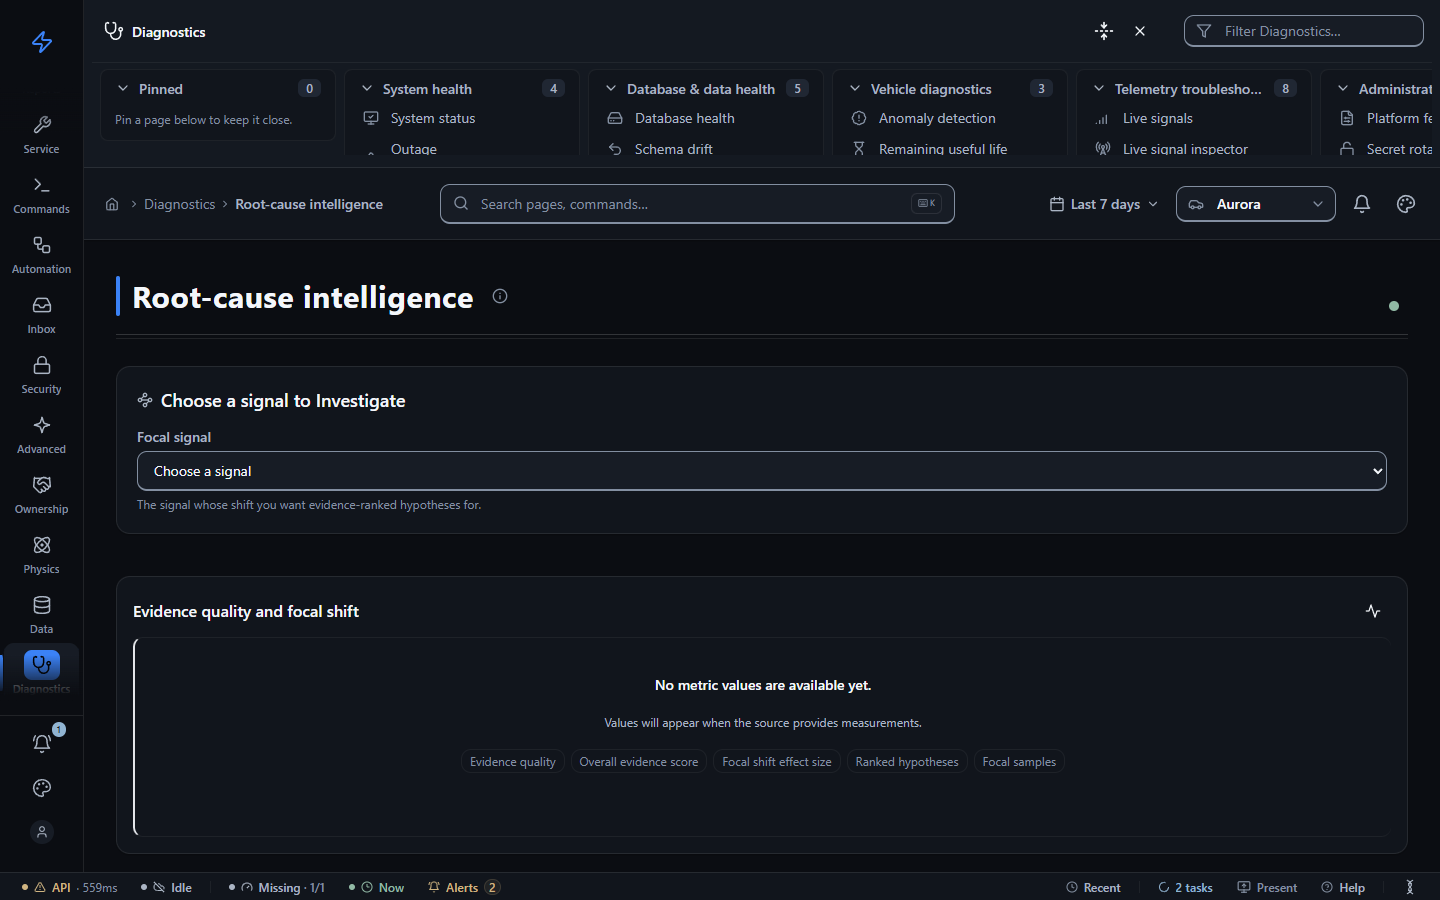 Diagnostics
Filter Diagnostics...
Pinned 0
Pin a page below to keep it close.
System health 4
System status
Outage
Database & data health 5
Database health
Schema drift
Vehicle diagnostics 3
Anomaly detection
Remaining useful life
Telemetry troublesho... 8
Live signals
Live signal inspector
Administrat
Platform fe
Secret rota
Service
Commands
Automation
Inbox
Security
Advanced
Ownership
Physics
Data
Diagnostics
1
Diagnostics Root-cause intelligence
Search pages, commands... K
Last 7 days
Aurora
Root-cause intelligence
Choose a signal to Investigate
Focal signal
Choose a signal
The signal whose shift you want evidence-ranked hypotheses for.
Evidence quality and focal shift
No metric values are available yet.
Values will appear when the source provides measurements.
Evidence quality Overall evidence score Focal shift effect size Ranked hypotheses Focal samples
API · 559ms Idle Missing · 1/1 Now Alerts 2 Recent 2 tasks Present Help